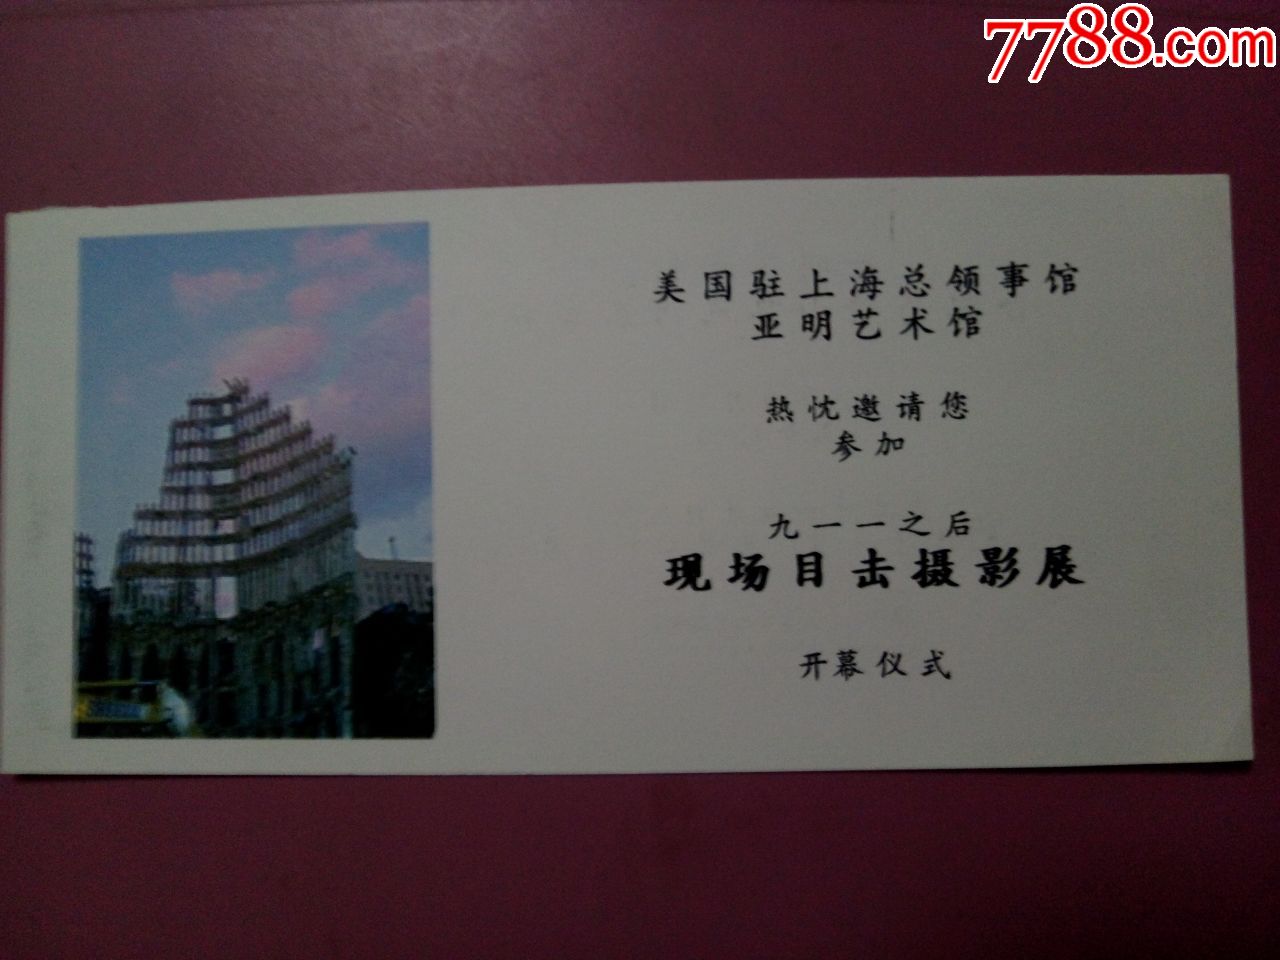 7788.com
美国驻上海总领事馆
亚明艺术馆
热忱邀请您
参加
九一一之后
现场目击摄影展
开幕仪式